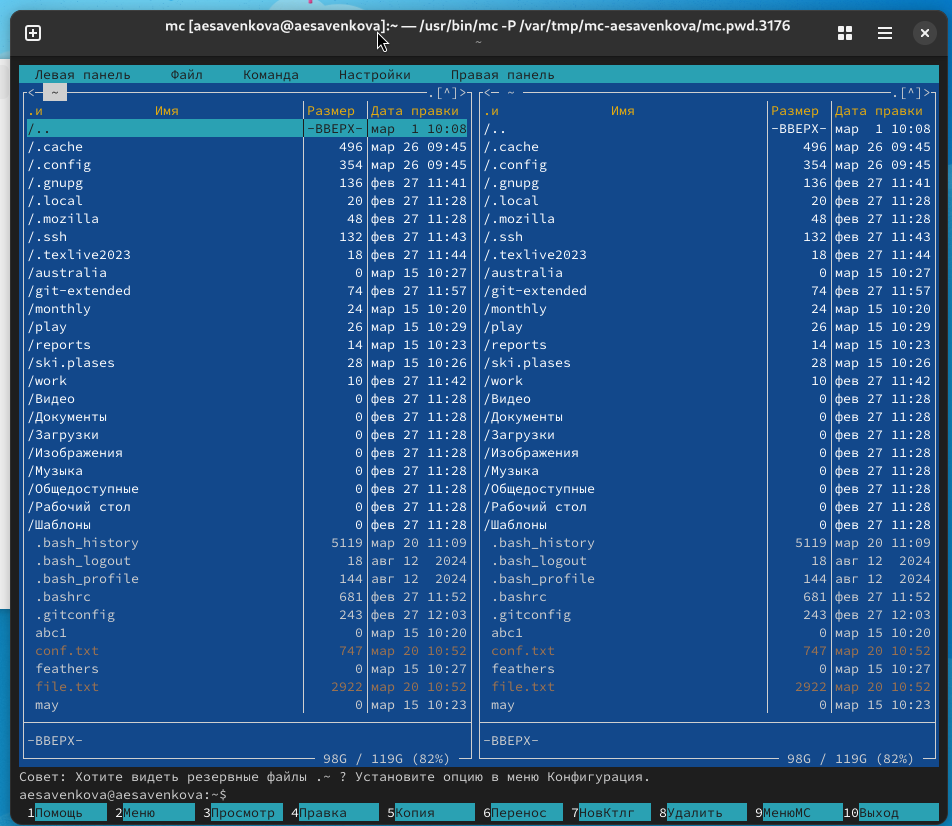 mc [aesavenkova@aesavenkova]:~ — /usr/bin/mc -P /var/tmp/mc-aesavenkova/mc.pwd.3176
~
Левая панель Файл Команда Настройки Правая панель
<─ ~ .[^]> <─ ~ .[^]>
.и Имя Размер Дата правки .и Имя Размер Дата правки
/.. -ВВЕРХ- мар 1 10:08 /.. -ВВЕРХ- мар 1 10:08
/.cache 496 мар 26 09:45 /.cache 496 мар 26 09:45
/.config 354 мар 26 09:45 /.config 354 мар 26 09:45
/.gnupg 136 фев 27 11:41 /.gnupg 136 фев 27 11:41
/.local 20 фев 27 11:28 /.local 20 фев 27 11:28
/.mozilla 48 фев 27 11:28 /.mozilla 48 фев 27 11:28
/.ssh 132 фев 27 11:43 /.ssh 132 фев 27 11:43
/.texlive2023 18 фев 27 11:44 /.texlive2023 18 фев 27 11:44
/australia 0 мар 15 10:27 /australia 0 мар 15 10:27
/git-extended 74 фев 27 11:57 /git-extended 74 фев 27 11:57
/monthly 24 мар 15 10:20 /monthly 24 мар 15 10:20
/play 26 мар 15 10:29 /play 26 мар 15 10:29
/reports 14 мар 15 10:23 /reports 14 мар 15 10:23
/ski.plases 28 мар 15 10:26 /ski.plases 28 мар 15 10:26
/work 10 фев 27 11:42 /work 10 фев 27 11:42
/Видео 0 фев 27 11:28 /Видео 0 фев 27 11:28
/Документы 0 фев 27 11:28 /Документы 0 фев 27 11:28
/Загрузки 0 фев 27 11:28 /Загрузки 0 фев 27 11:28
/Изображения 0 фев 27 11:28 /Изображения 0 фев 27 11:28
/Музыка 0 фев 27 11:28 /Музыка 0 фев 27 11:28
/Общедоступные 0 фев 27 11:28 /Общедоступные 0 фев 27 11:28
/Рабочий стол 0 фев 27 11:28 /Рабочий стол 0 фев 27 11:28
/Шаблоны 0 фев 27 11:28 /Шаблоны 0 фев 27 11:28
.bash_history 5119 мар 20 11:09 .bash_history 5119 мар 20 11:09
.bash_logout 18 авг 12 2024 .bash_logout 18 авг 12 2024
.bash_profile 144 авг 12 2024 .bash_profile 144 авг 12 2024
.bashrc 681 фев 27 11:52 .bashrc 681 фев 27 11:52
.gitconfig 243 фев 27 12:03 .gitconfig 243 фев 27 12:03
abc1 0 мар 15 10:20 abc1 0 мар 15 10:20
conf.txt 747 мар 20 10:52 conf.txt 747 мар 20 10:52
feathers 0 мар 15 10:27 feathers 0 мар 15 10:27
file.txt 2922 мар 20 10:52 file.txt 2922 мар 20 10:52
may 0 мар 15 10:23 may 0 мар 15 10:23
-ВВЕРХ- -ВВЕРХ-
98G / 119G (82%) 98G / 119G (82%)
Совет: Хотите видеть резервные файлы .~ ? Установите опцию в меню Конфигурация.
aesavenkova@aesavenkova:~$
1Помощь 2Меню 3Просмотр 4Правка 5Копия 6Перенос 7НовКтлг 8Удалить 9МенюМС 10Выход